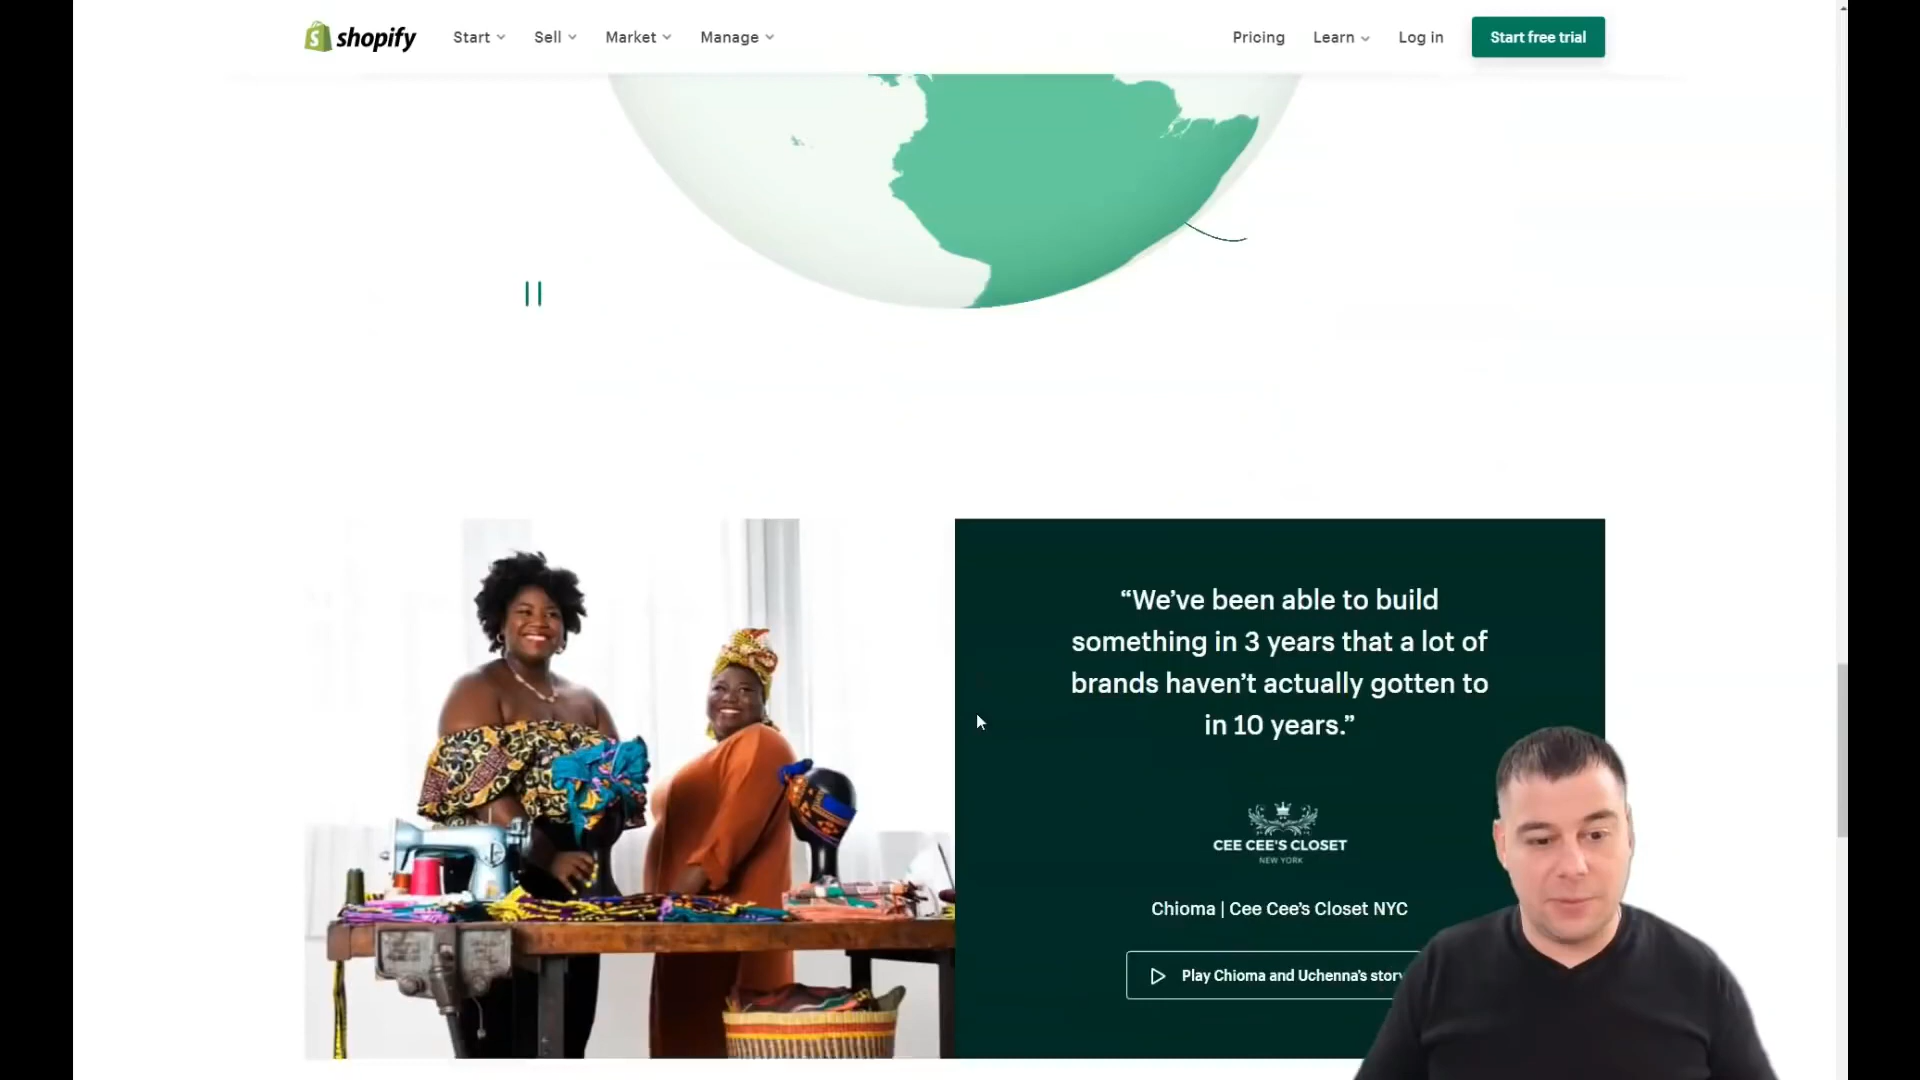 shopify Start Sell Market Manage Pricing Learn Log in Start free trial
“We’ve been able to build
something in 3 years that a lot of
brands haven’t actually gotten to
in 10 years.”
CEE CEE'S CLOSET
NEW YORK
Chioma | Cee Cee’s Closet NYC
Play Chioma and Uchenna’s story